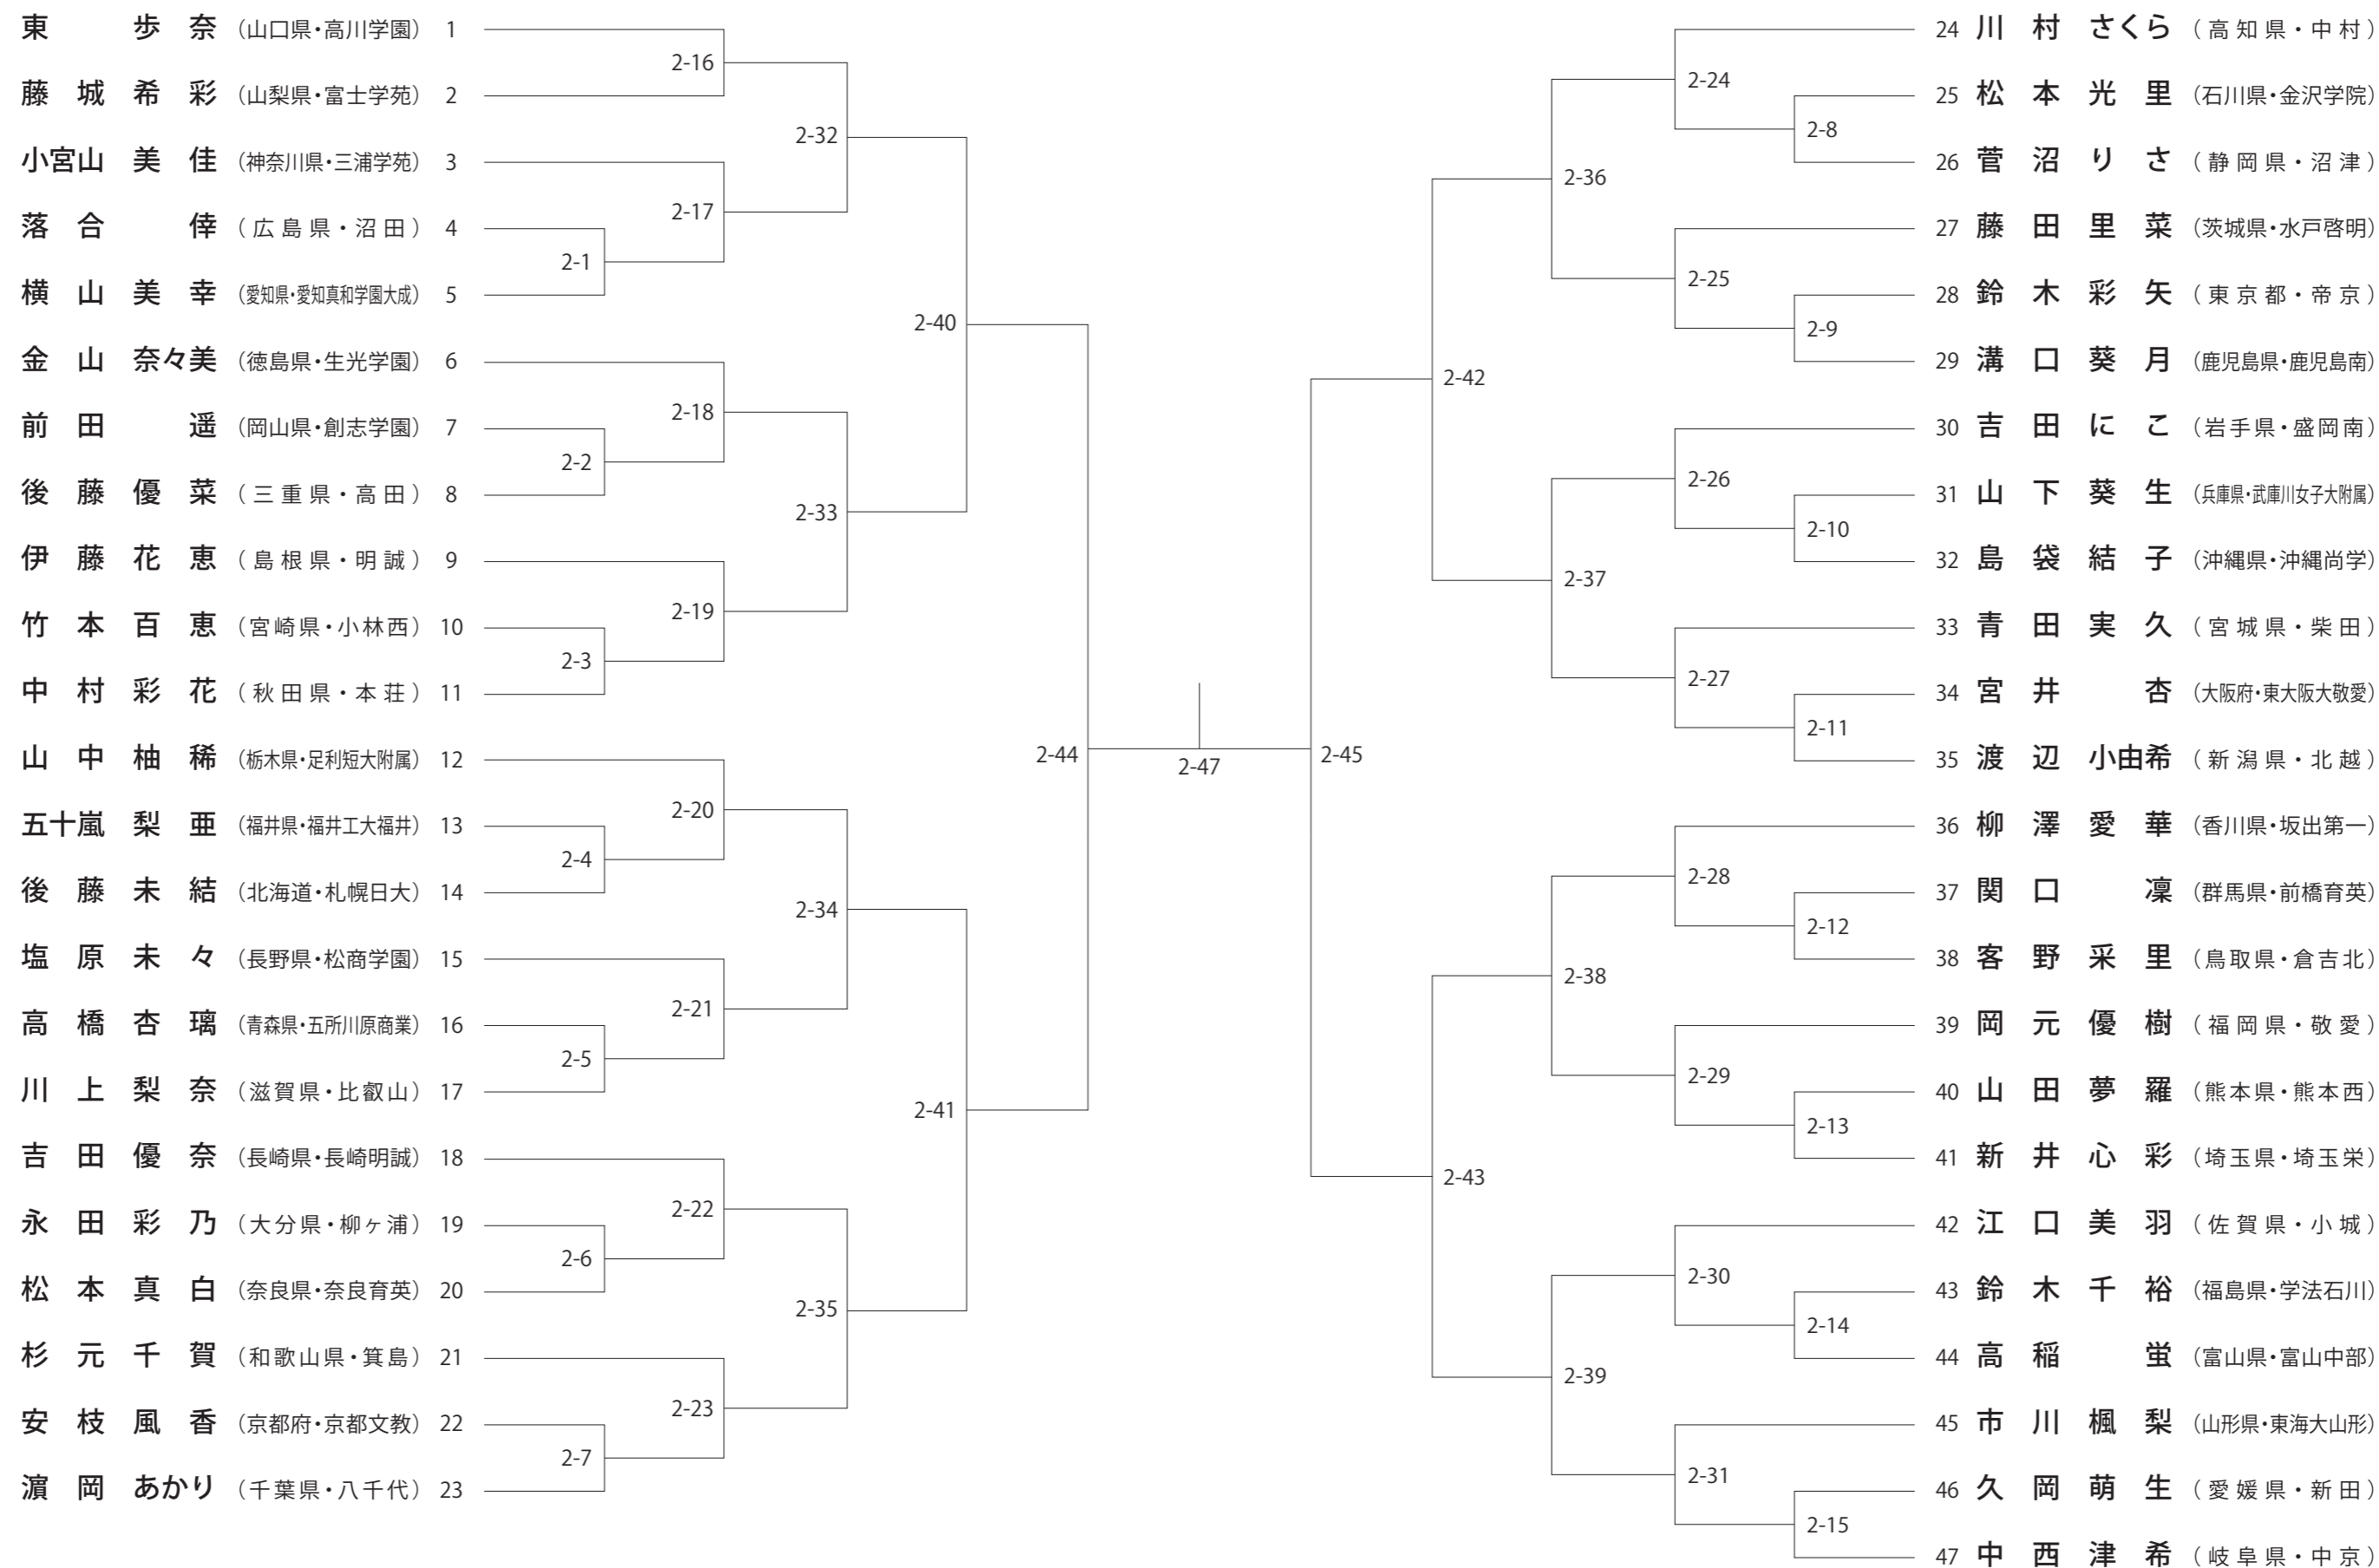 東 歩 奈 （山口県・高川学園） 1
藤 城 希 彩 （山梨県・富士学苑） 2
小宮山 美 佳 （神奈川県・三浦学苑） 3
落 合 倖 （広島県・沼田） 4
横 山 美 幸 （愛知県・愛知真和学園大成） 5
金 山 奈々美 （徳島県・生光学園） 6
前 田 遥 （岡山県・創志学園） 7
後 藤 優 菜 （三重県・高田） 8
伊 藤 花 恵 （島根県・明誠） 9
竹 本 百 恵 （宮崎県・小林西） 10
中 村 彩 花 （秋田県・本荘） 11
山 中 柚 稀 （栃木県・足利短大附属） 12
五十嵐 梨 亜 （福井県・福井工大福井） 13
後 藤 未 結 （北海道・札幌日大） 14
塩 原 未 々 （長野県・松商学園） 15
高 橋 杏 璃 （青森県・五所川原商業） 16
川 上 梨 奈 （滋賀県・比叡山） 17
吉 田 優 奈 （長崎県・長崎明誠） 18
永 田 彩 乃 （大分県・柳ヶ浦） 19
松 本 真 白 （奈良県・奈良育英） 20
杉 元 千 賀 （和歌山県・箕島） 21
安 枝 風 香 （京都府・京都文教） 22
濵 岡 あかり （千葉県・八千代） 23
2-1
2-2
2-3
2-4
2-5
2-6
2-7
2-16
2-17
2-18
2-19
2-20
2-21
2-22
2-23
2-32
2-33
2-34
2-35
2-40
2-41
2-44
2-47
2-45
2-42
2-43
2-36
2-37
2-38
2-39
2-24
2-25
2-26
2-27
2-28
2-29
2-30
2-31
2-8
2-9
2-10
2-11
2-12
2-13
2-14
2-15
24 川 村 さくら （高知県・中村）
25 松 本 光 里 （石川県・金沢学院）
26 菅 沼 り さ （静岡県・沼津）
27 藤 田 里 菜 （茨城県・水戸啓明）
28 鈴 木 彩 矢 （東京都・帝京）
29 溝 口 葵 月 （鹿児島県・鹿児島南）
30 吉 田 に こ （岩手県・盛岡南）
31 山 下 葵 生 （兵庫県・武庫川女子大附属）
32 島 袋 結 子 （沖縄県・沖縄尚学）
33 青 田 実 久 （宮城県・柴田）
34 宮 井 杏 （大阪府・東大阪大敬愛）
35 渡 辺 小由希 （新潟県・北越）
36 柳 澤 愛 華 （香川県・坂出第一）
37 関 口 凜 （群馬県・前橋育英）
38 客 野 采 里 （鳥取県・倉吉北）
39 岡 元 優 樹 （福岡県・敬愛）
40 山 田 夢 羅 （熊本県・熊本西）
41 新 井 心 彩 （埼玉県・埼玉栄）
42 江 口 美 羽 （佐賀県・小城）
43 鈴 木 千 裕 （福島県・学法石川）
44 高 稲 蛍 （富山県・富山中部）
45 市 川 楓 梨 （山形県・東海大山形）
46 久 岡 萌 生 （愛媛県・新田）
47 中 西 津 希 （岐阜県・中京）